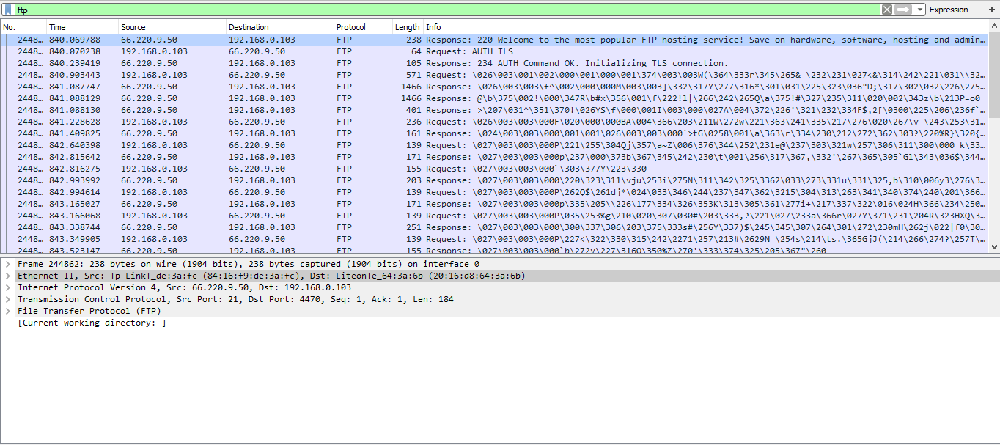 ftp
Expression...
+
No. Time Source Destination Protocol Length Info
2448… 840.069788 66.220.9.50 192.168.0.103 FTP 238 Response: 220 Welcome to the most popular FTP hosting service! Save on hardware, software, hosting and admin…
2448… 840.070238 192.168.0.103 66.220.9.50 FTP 64 Request: AUTH TLS
2448… 840.239419 66.220.9.50 192.168.0.103 FTP 105 Response: 234 AUTH Command OK. Initializing TLS connection.
2448… 840.903443 192.168.0.103 66.220.9.50 FTP 571 Request: \026\003\001\002\000\001\000\001\374\003\003W(\364\333r\345\265& \232\231\027<&\314\242\221\031\\32…
2448… 841.087747 66.220.9.50 192.168.0.103 FTP 1466 Response: \026\003\003\f^\002\000\000M\003\003]\332\317Y\277\316*\301\031\225\323\036"D;\317\302\032\226\275…
2448… 841.088129 66.220.9.50 192.168.0.103 FTP 1466 Response: @\b\375\002!\000\347R\b#x\356\001\f\222!l|\266\242\265Q\a\375!#\327\235\311\020\002\343z\b\213P=o0
2448… 841.088130 66.220.9.50 192.168.0.103 FTP 401 Response: >\207\031^\351\370!\026YS\f\000\001I\003\000\027A\004\372\226'\321\232\334F$,2[\0300\225\206\236f`…
2448… 841.228628 192.168.0.103 66.220.9.50 FTP 236 Request: \026\003\003\000F\020\000\000BA\004\366\203\211W\272w\221\363\241\335\217\276\020\267\v \243\253\31…
2448… 841.409825 66.220.9.50 192.168.0.103 FTP 161 Response: \024\003\003\000\001\001\026\003\003\000`>tG\0258\001\a\363\r\334\230\212\272\362\303?\220%R}\320{…
2448… 842.640398 192.168.0.103 66.220.9.50 FTP 139 Request: \027\003\003\000P\221\255\304Qj\357\a~Z\006\376\344\252\231e@\237\303\321w\257\306\311\300\000 k\33…
2448… 842.815642 66.220.9.50 192.168.0.103 FTP 171 Response: \027\003\003\000p\237\000\373b\367\345\242\230\t\001\256\317\367,\332'\267\365\305`Gl\343\036$\344…
2448… 842.816275 192.168.0.103 66.220.9.50 FTP 155 Request: \027\003\003\000`\303\377Y\223\330
2448… 842.993992 66.220.9.50 192.168.0.103 FTP 203 Response: \027\003\003\000\220\323\311\vju\253i\275N\311\342\325\3362\033\273\331u\331\325,b\310\006y3\276\3…
2448… 842.994614 192.168.0.103 66.220.9.50 FTP 139 Request: \027\003\003\000P\262Q$\261dj*\024\033\346\244\237\347\362\3215\304\313\263\341\340\374\240\201\366…
2448… 843.165027 66.220.9.50 192.168.0.103 FTP 171 Response: \027\003\003\000p\335\205\\226\177\334\326\353K\313\305\361\277i+\217\337\322\016\024H\366\234\250…
2448… 843.166068 192.168.0.103 66.220.9.50 FTP 139 Request: \027\003\003\000P\035\253%g\210\020\307\030#\203\333,?\221\027\233a\366r\027Y\371\231\204R\323HXQ\3…
2448… 843.338744 66.220.9.50 192.168.0.103 FTP 251 Response: \027\003\003\000\300\337\306\203\375\333s#\256Y\337)$\245\345\307\264\301\272\230mH\262j\022|f0\30…
2448… 843.349905 192.168.0.103 66.220.9.50 FTP 139 Request: \027\003\003\000P\227<\322\330\315\242\2271\257\213#\2629N_\254s\214\ts.\365GjJ(\214\266\274?\257T\…
2448… 843.523147 66.220.9.50 192.168.0.103 FTP 155 Response: \027\003\003\000`h\272v\227\316Q\350%7\270'\333\374\325\205\367"\260
Frame 244862: 238 bytes on wire (1904 bits), 238 bytes captured (1904 bits) on interface 0
Ethernet II, Src: Tp-LinkT_de:3a:fc (84:16:f9:de:3a:fc), Dst: LiteonTe_64:3a:6b (20:16:d8:64:3a:6b)
Internet Protocol Version 4, Src: 66.220.9.50, Dst: 192.168.0.103
Transmission Control Protocol, Src Port: 21, Dst Port: 4470, Seq: 1, Ack: 1, Len: 184
File Transfer Protocol (FTP)
[Current working directory: ]